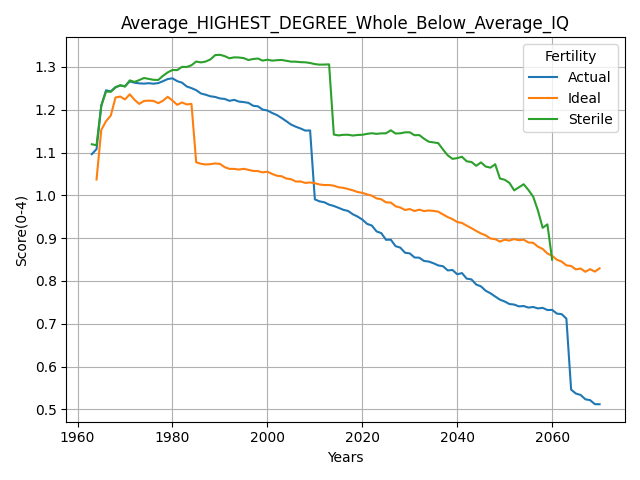 Average_HIGHEST_DEGREE_Whole_Below_Average_IQ
Fertility
Actual
Ideal
Sterile
Score(0-4)
1.3
1.2
1.1
1.0
0.9
0.8
0.7
0.6
0.5
1960
1980
2000
2020
2040
2060
Years